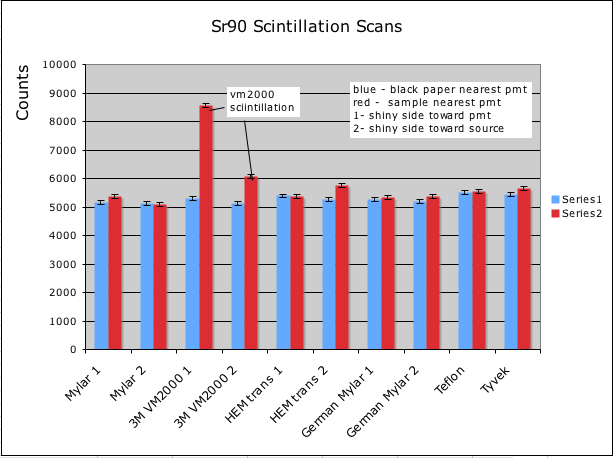 Sr90 Scintillation Scans
Counts
10000
9000
8000
7000
6000
5000
4000
3000
2000
1000
0
vm2000
sciintillation
blue - black paper nearest pmt
red - sample nearest pmt
1- shiny side toward pmt
2- shiny side toward source
Series1
Series2
Mylar 1
Mylar 2
3M VM2000 1
3M VM2000 2
HEM trans 1
HEM trans 2
German Mylar 1
German Mylar 2
Teflon
Tyvek